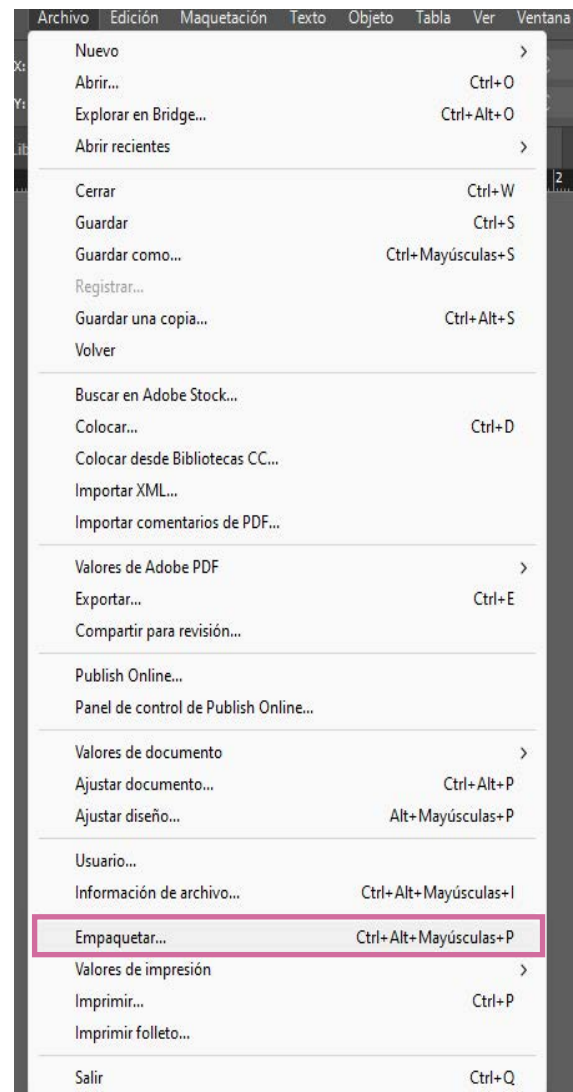 Archivo Edición Maquetación Texto Objeto Tabla Ver Ventana
X:
Y:
Lib
2
Nuevo >
Abrir... Ctrl+O
Explorar en Bridge... Ctrl+Alt+O
Abrir recientes >
Cerrar Ctrl+W
Guardar Ctrl+S
Guardar como... Ctrl+Mayúsculas+S
Registrar...
Guardar una copia... Ctrl+Alt+S
Volver
Buscar en Adobe Stock...
Colocar... Ctrl+D
Colocar desde Bibliotecas CC...
Importar XML...
Importar comentarios de PDF...
Valores de Adobe PDF >
Exportar... Ctrl+E
Compartir para revisión...
Publish Online...
Panel de control de Publish Online...
Valores de documento >
Ajustar documento... Ctrl+Alt+P
Ajustar diseño... Alt+Mayúsculas+P
Usuario...
Información de archivo... Ctrl+Alt+Mayúsculas+I
Empaquetar... Ctrl+Alt+Mayúsculas+P
Valores de impresión >
Imprimir... Ctrl+P
Imprimir folleto...
Salir Ctrl+Q